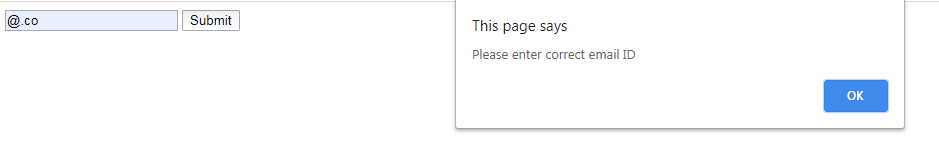 @.co Submit
This page says
Please enter correct email ID
OK